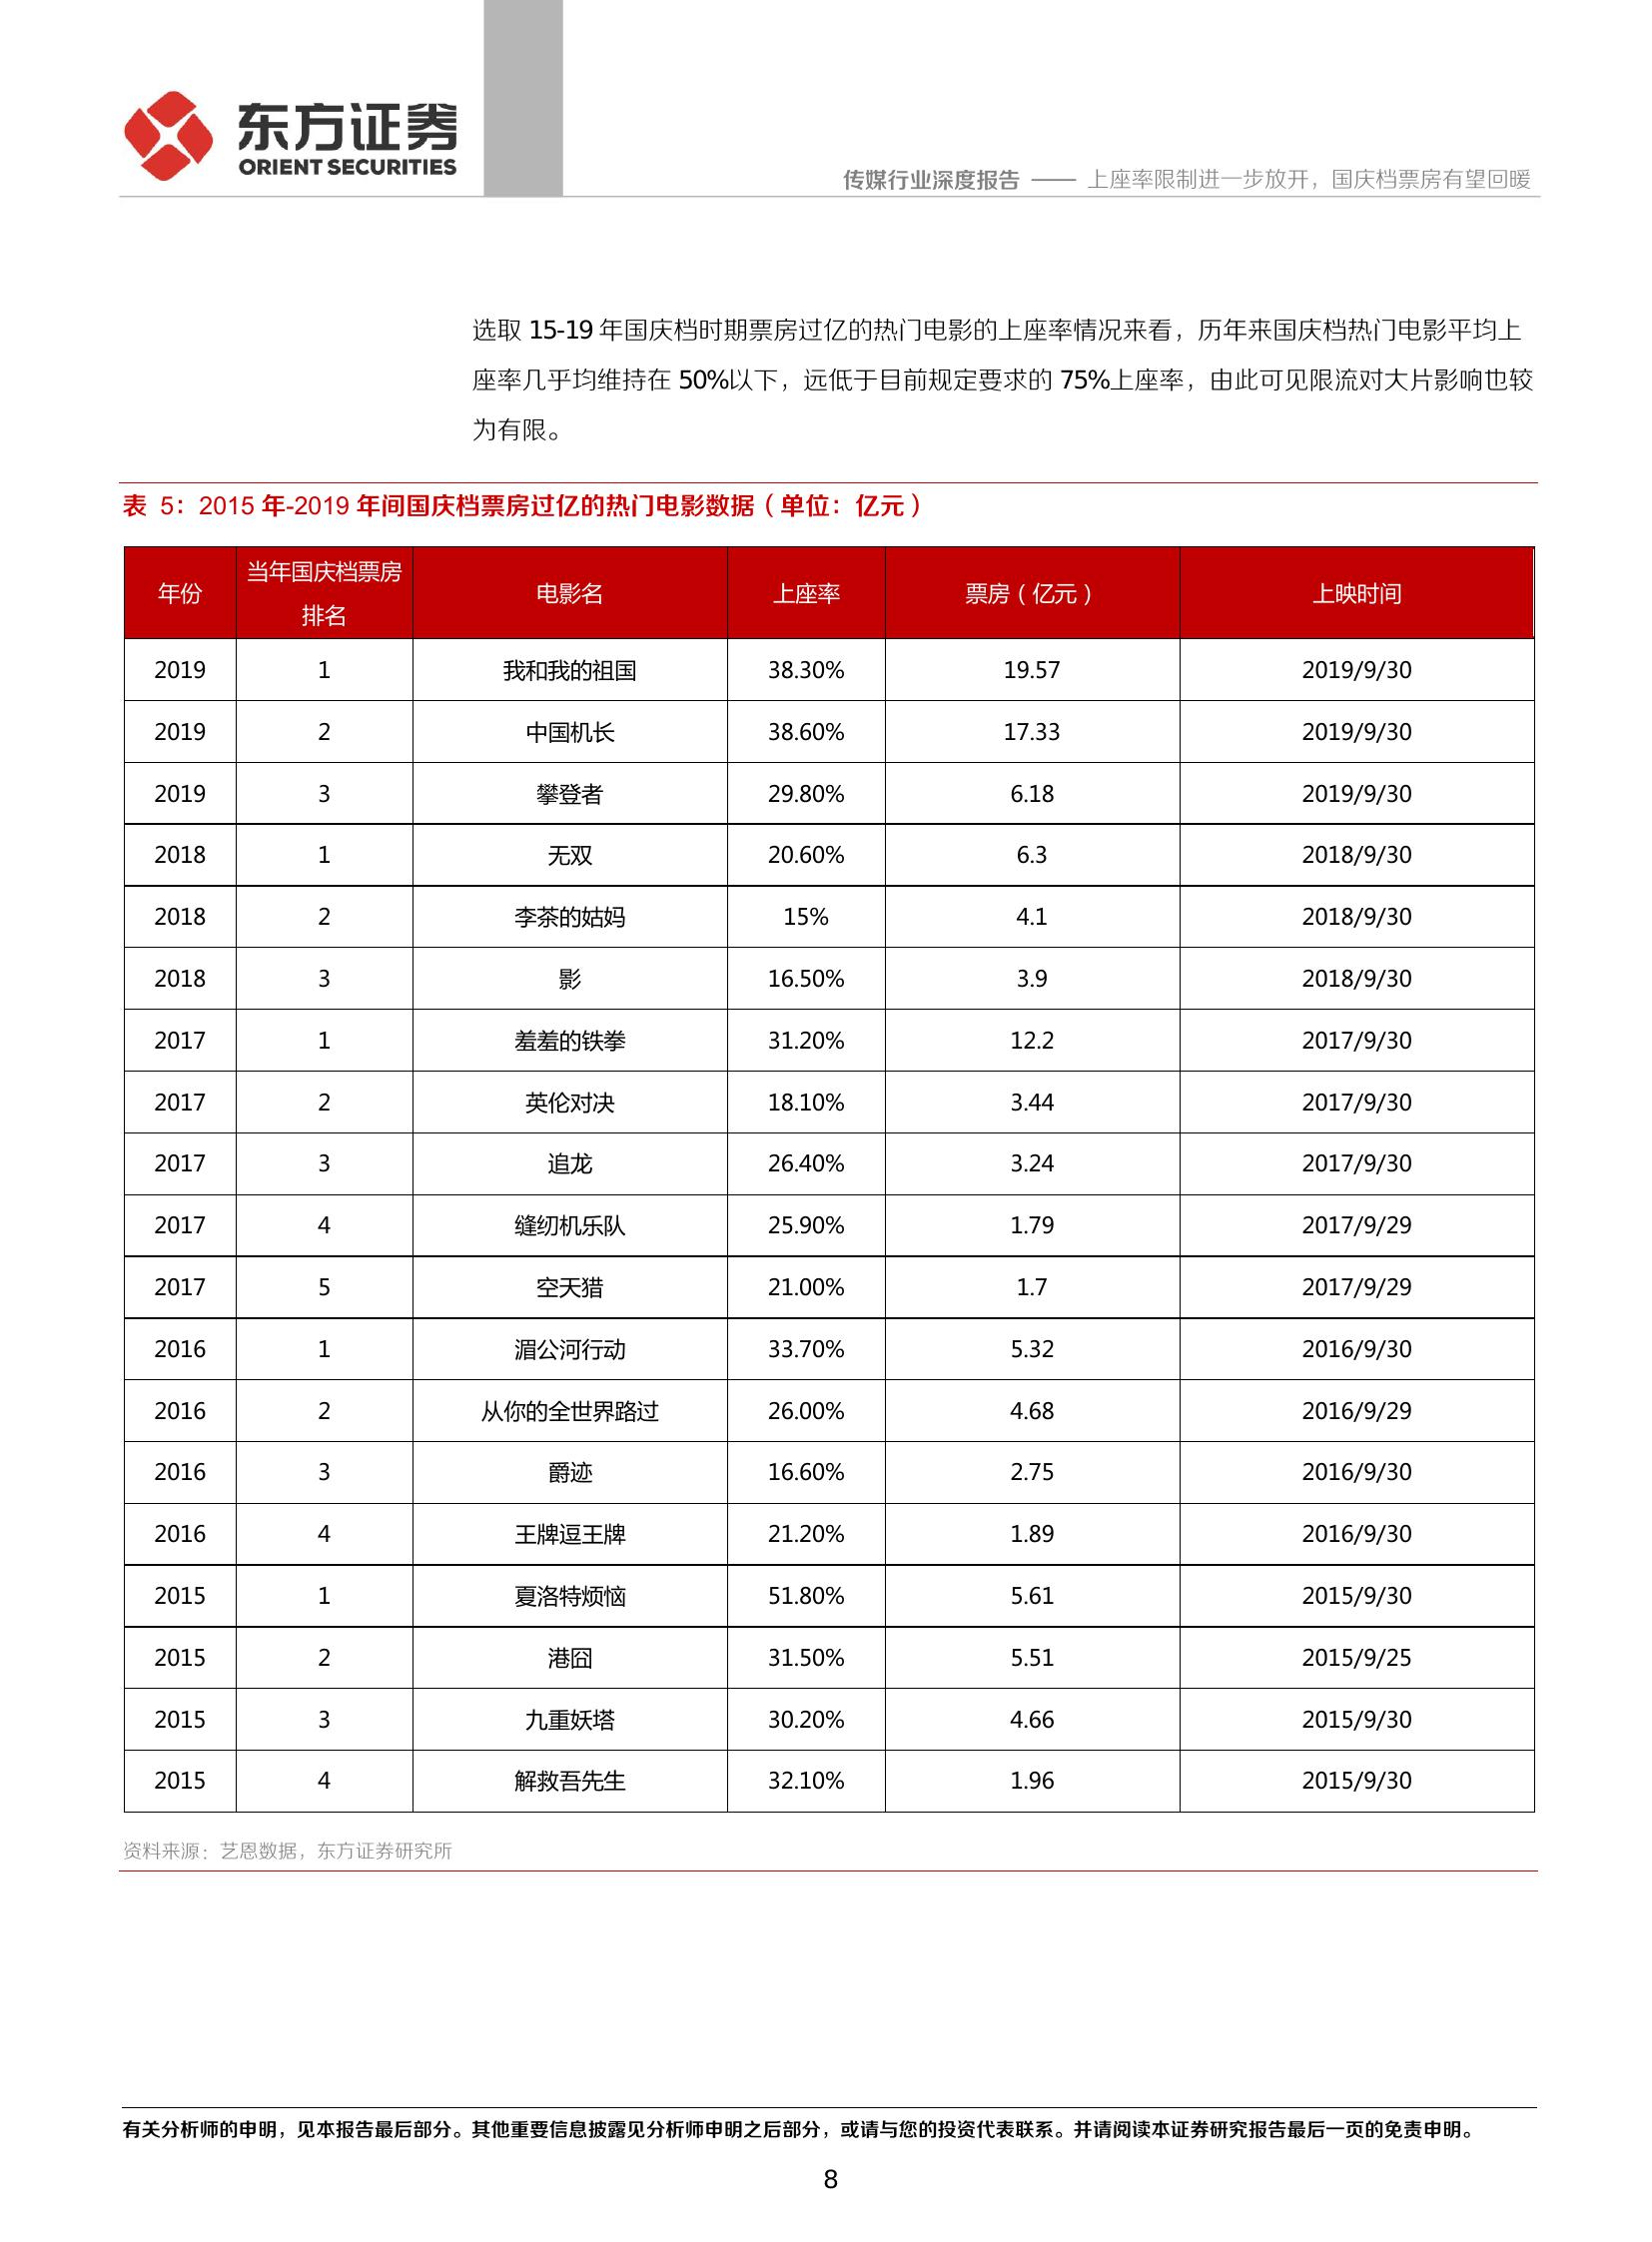 东方证券
ORIENT SECURITIES
传媒行业深度报告 —— 上座率限制进一步放开，国庆档票房有望回暖
选取 15-19 年国庆档时期票房过亿的热门电影的上座率情况来看，历年来国庆档热门电影平均上
座率几乎均维持在 50%以下，远低于目前规定要求的 75%上座率，由此可见限流对大片影响也较
为有限。
表 5：2015 年-2019 年间国庆档票房过亿的热门电影数据（单位：亿元）
年份 当年国庆档票房排名 电影名 上座率 票房（亿元） 上映时间
2019 1 我和我的祖国 38.30% 19.57 2019/9/30
2019 2 中国机长 38.60% 17.33 2019/9/30
2019 3 攀登者 29.80% 6.18 2019/9/30
2018 1 无双 20.60% 6.3 2018/9/30
2018 2 李茶的姑妈 15% 4.1 2018/9/30
2018 3 影 16.50% 3.9 2018/9/30
2017 1 羞羞的铁拳 31.20% 12.2 2017/9/30
2017 2 英伦对决 18.10% 3.44 2017/9/30
2017 3 追龙 26.40% 3.24 2017/9/30
2017 4 缝纫机乐队 25.90% 1.79 2017/9/29
2017 5 空天猎 21.00% 1.7 2017/9/29
2016 1 湄公河行动 33.70% 5.32 2016/9/30
2016 2 从你的全世界路过 26.00% 4.68 2016/9/29
2016 3 爵迹 16.60% 2.75 2016/9/30
2016 4 王牌逗王牌 21.20% 1.89 2016/9/30
2015 1 夏洛特烦恼 51.80% 5.61 2015/9/30
2015 2 港囧 31.50% 5.51 2015/9/25
2015 3 九重妖塔 30.20% 4.66 2015/9/30
2015 4 解救吾先生 32.10% 1.96 2015/9/30
资料来源：艺恩数据，东方证券研究所
有关分析师的申明，见本报告最后部分。其他重要信息披露见分析师申明之后部分，或请与您的投资代表联系。并请阅读本证券研究报告最后一页的免责申明。
8